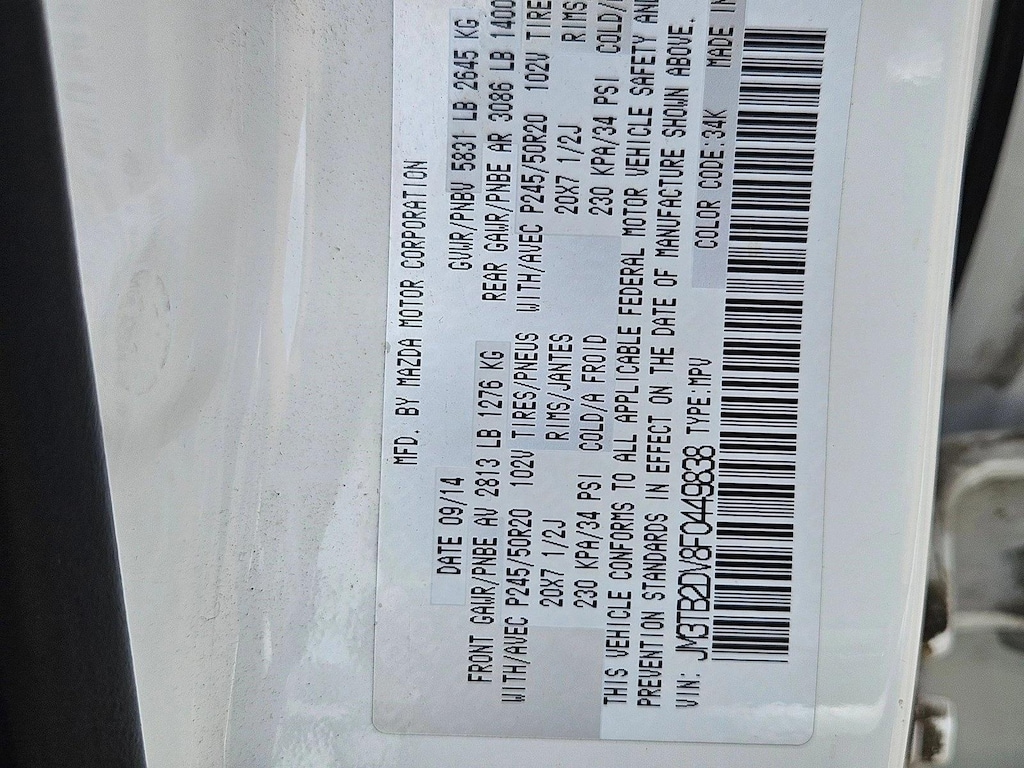 MFD. BY MAZDA MOTOR CORPORATION
DATE 09/14 GVWR/PNBV 5831 LB 2645 KG
FRONT GAWR/PNBE AV 2813 LB 1276 KG REAR GAWR/PNBE AR 3086 LB 1400
WITH/AVEC P245/50R20 102V TIRES/PNEUS WITH/AVEC P245/50R20 102V TIRE
20X7 1/2J RIMS/JANTES 20X7 1/2J RIMS
230 KPA/34 PSI COLD/A FROID 230 KPA/34 PSI COLD/
THIS VEHICLE CONFORMS TO ALL APPLICABLE FEDERAL MOTOR VEHICLE SAFETY AND
PREVENTION STANDARDS IN EFFECT ON THE DATE OF MANUFACTURE SHOWN ABOVE.
VIN: JM3TB2DV8F0449838 TYPE:MPV COLOR CODE:34K MADE IN